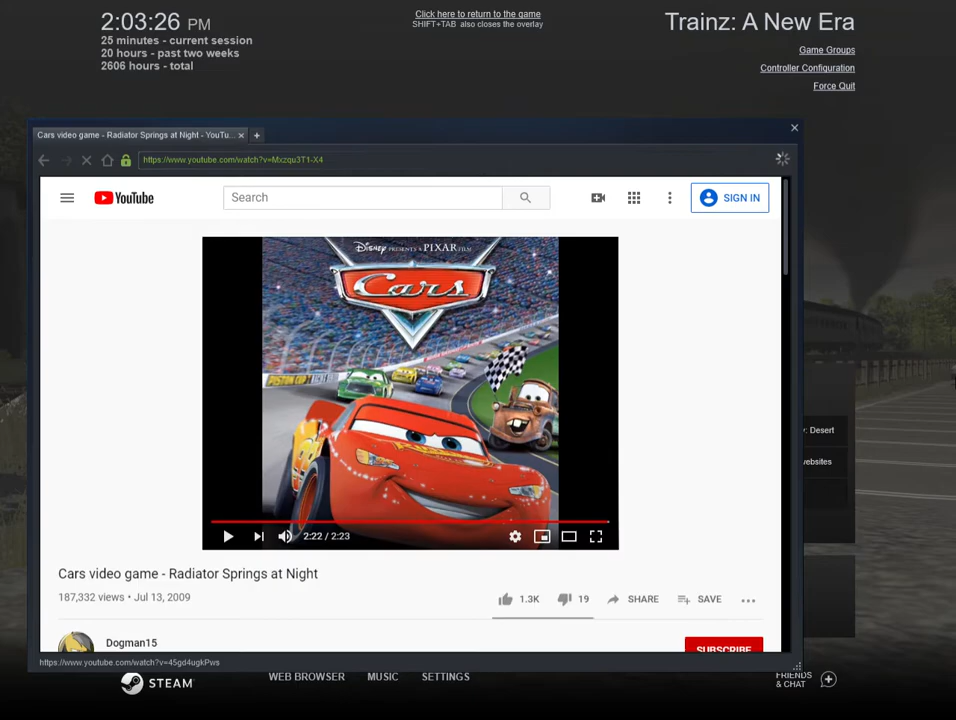 2:03:26 PM
25 minutes - current session
20 hours - past two weeks
2606 hours - total
Click here to return to the game
SHIFT+TAB also closes the overlay
Trainz: A New Era
Game Groups
Controller Configuration
Force Quit
Cars video game - Radiator Springs at Night - YouTu...
https://www.youtube.com/watch?v=Mxzqu3T1-X4
YouTube
Search
SIGN IN
Disney PRESENTS A PIXAR FILM
Cars
PISTON CUP
2:22 / 2:23
y: Desert
websites
Cars video game - Radiator Springs at Night
187,332 views • Jul 13, 2009
1.3K 19 SHARE SAVE
Dogman15
SUBSCRIBE
https://www.youtube.com/watch?v=45gd4ugkPws
STEAM
WEB BROWSER MUSIC SETTINGS
FRIENDS
& CHAT